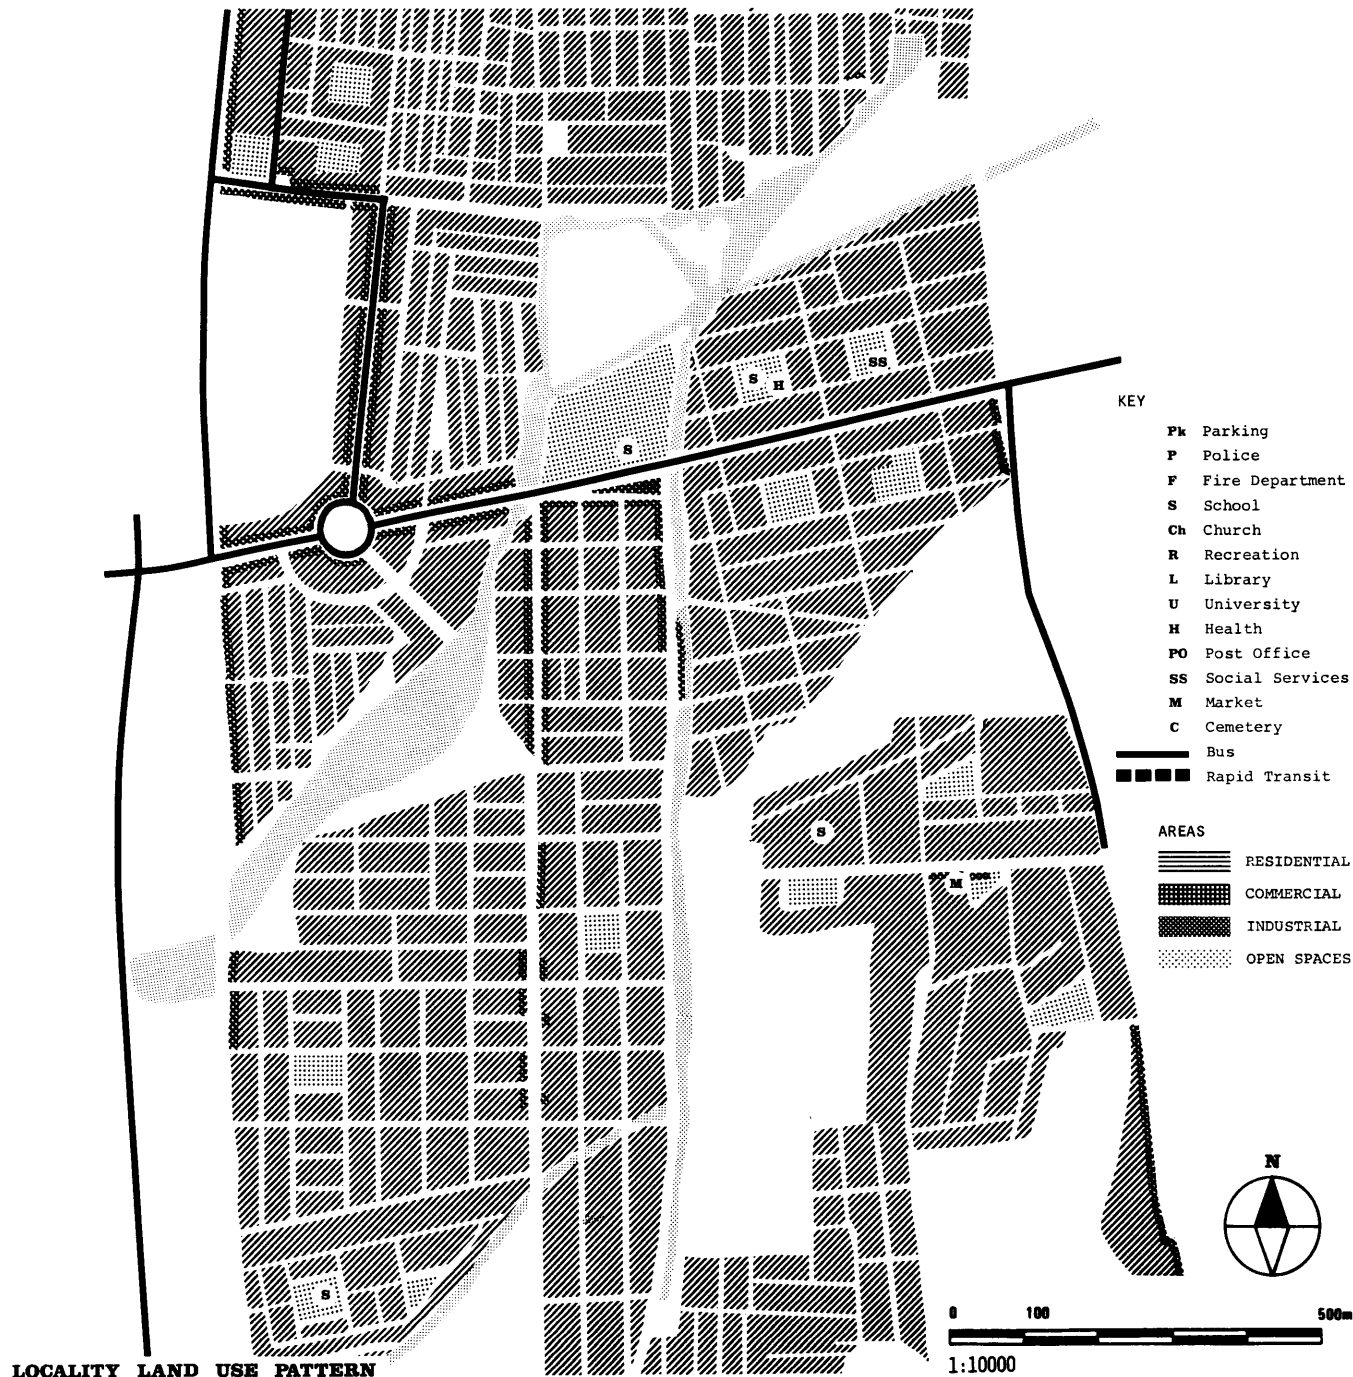 S
H
SS
S
KEY
Pk Parking
P Police
F Fire Department
S School
Ch Church
R Recreation
L Library
U University
H Health
PO Post Office
SS Social Services
M Market
C Cemetery
Bus
Rapid Transit
S
M
AREAS
RESIDENTIAL
COMMERCIAL
INDUSTRIAL
OPEN SPACES
N
S
0 100 500m
1:10000
LOCALITY LAND USE PATTERN